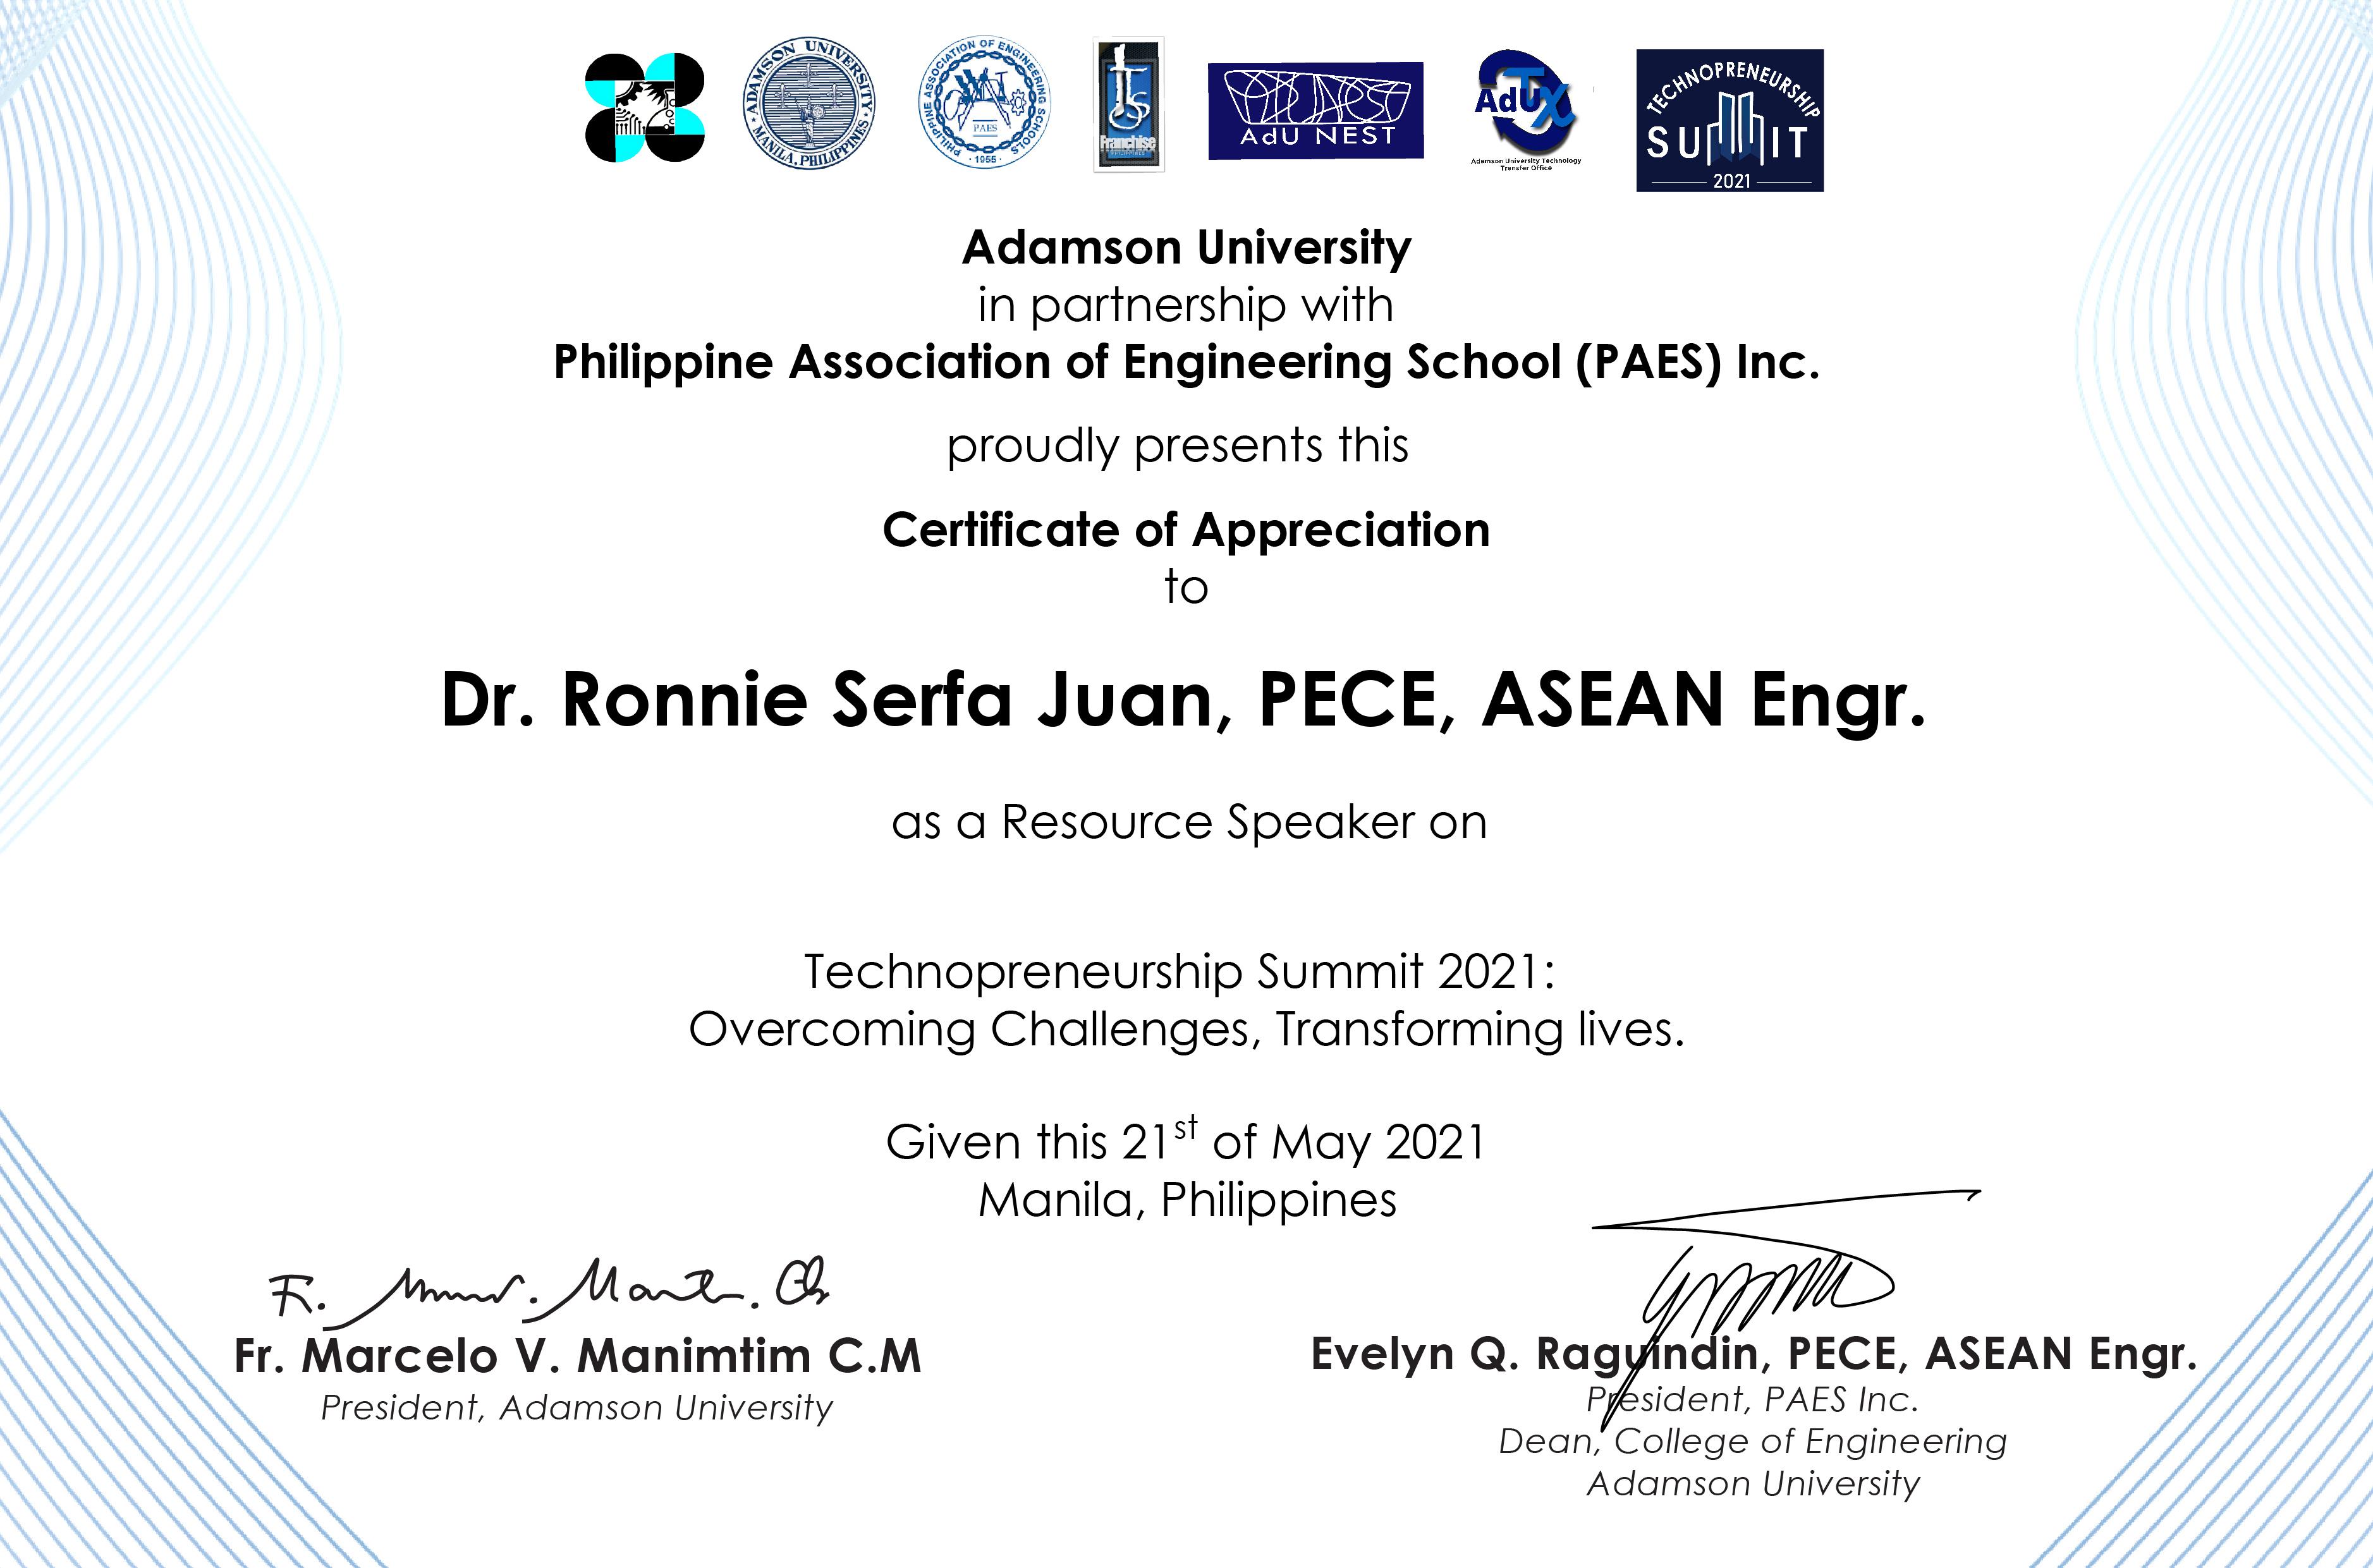 ADAMSON UNIVERSITY
MANILA, PHILIPPINES
PHILIPPINE ASSOCIATION OF ENGINEERING SCHOOLS
PAES
1955
Franchise
AdU NEST
AdUTX
Adamson University Technology
Transfer Office
TECHNOPRENEURSHIP
SUMMIT
2021
Adamson University
in partnership with
Philippine Association of Engineering School (PAES) Inc.
proudly presents this
Certificate of Appreciation
to
Dr. Ronnie Serfa Juan, PECE, ASEAN Engr.
as a Resource Speaker on
Technopreneurship Summit 2021:
Overcoming Challenges, Transforming lives.
Given this 21st of May 2021
Manila, Philippines
Fr. Marcelo V. Manimtim C.M
President, Adamson University
Evelyn Q. Raguindin, PECE, ASEAN Engr.
President, PAES Inc.
Dean, College of Engineering
Adamson University